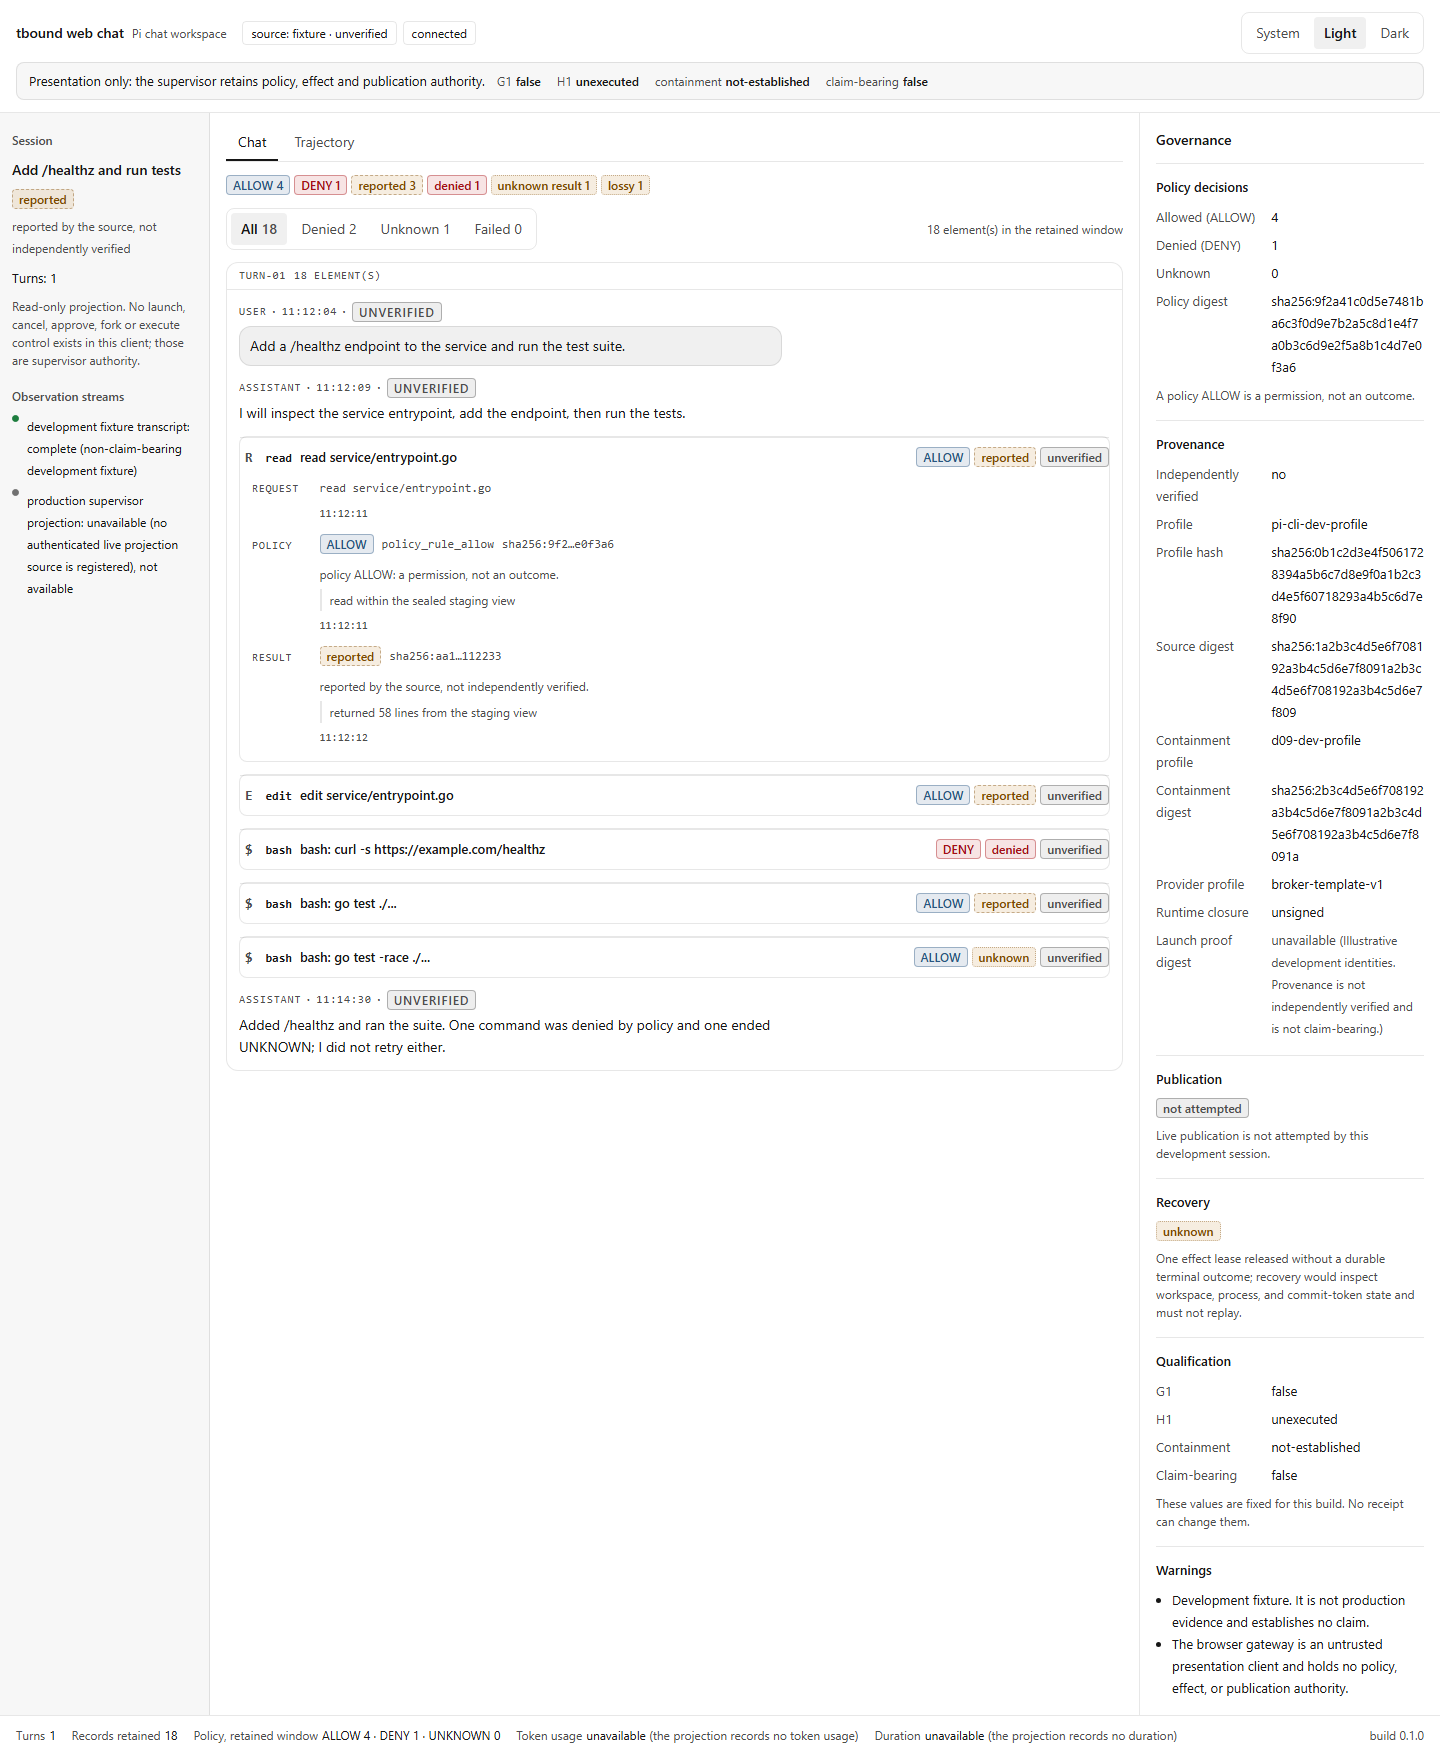 tbound web chat Pi chat workspace source: fixture · unverified connected System Light Dark
Presentation only: the supervisor retains policy, effect and publication authority. G1 false H1 unexecuted containment not-established claim-bearing false
Session
Add /healthz and run tests
reported
reported by the source, not
independently verified
Turns: 1
Read-only projection. No launch,
cancel, approve, fork or execute
control exists in this client; those
are supervisor authority.
Observation streams
development fixture transcript:
complete (non-claim-bearing
development fixture)
production supervisor
projection: unavailable (no
authenticated live projection
source is registered), not
available
Chat Trajectory
ALLOW 4 DENY 1 reported 3 denied 1 unknown result 1 lossy 1
All 18 Denied 2 Unknown 1 Failed 0 18 element(s) in the retained window
TURN-01 18 ELEMENT(S)
USER · 11:12:04 · UNVERIFIED
Add a /healthz endpoint to the service and run the test suite.
ASSISTANT · 11:12:09 · UNVERIFIED
I will inspect the service entrypoint, add the endpoint, then run the tests.
R read read service/entrypoint.go ALLOW reported unverified
REQUEST read service/entrypoint.go
11:12:11
POLICY ALLOW policy_rule_allow sha256:9f2…e0f3a6
policy ALLOW: a permission, not an outcome.
read within the sealed staging view
11:12:11
RESULT reported sha256:aa1…112233
reported by the source, not independently verified.
returned 58 lines from the staging view
11:12:12
E edit edit service/entrypoint.go ALLOW reported unverified
$ bash bash: curl -s https://example.com/healthz DENY denied unverified
$ bash bash: go test ./... ALLOW reported unverified
$ bash bash: go test -race ./... ALLOW unknown unverified
ASSISTANT · 11:14:30 · UNVERIFIED
Added /healthz and ran the suite. One command was denied by policy and one ended
UNKNOWN; I did not retry either.
Governance
Policy decisions
Allowed (ALLOW) 4
Denied (DENY) 1
Unknown 0
Policy digest sha256:9f2a41c0d5e7481b
a6c3f0d9e7b2a5c8d1e4f7
a0b3c6d9e2f5a8b1c4d7e0
f3a6
A policy ALLOW is a permission, not an outcome.
Provenance
Independently no
verified
Profile pi-cli-dev-profile
Profile hash sha256:0b1c2d3e4f506172
8394a5b6c7d8e9f0a1b2c3
d4e5f60718293a4b5c6d7e
8f90
Source digest sha256:1a2b3c4d5e6f7081
92a3b4c5d6e7f8091a2b3c
4d5e6f708192a3b4c5d6e7
f809
Containment d09-dev-profile
profile
Containment sha256:2b3c4d5e6f708192
digest a3b4c5d6e7f8091a2b3c4d
5e6f708192a3b4c5d6e7f8
091a
Provider profile broker-template-v1
Runtime closure unsigned
Launch proof unavailable (Illustrative
digest development identities.
Provenance is not
independently verified and
is not claim-bearing.)
Publication
not attempted
Live publication is not attempted by this
development session.
Recovery
unknown
One effect lease released without a durable
terminal outcome; recovery would inspect
workspace, process, and commit-token state and
must not replay.
Qualification
G1 false
H1 unexecuted
Containment not-established
Claim-bearing false
These values are fixed for this build. No receipt
can change them.
Warnings
Development fixture. It is not production
evidence and establishes no claim.
The browser gateway is an untrusted
presentation client and holds no policy,
effect, or publication authority.
Turns 1 Records retained 18 Policy, retained window ALLOW 4 · DENY 1 · UNKNOWN 0 Token usage unavailable (the projection records no token usage) Duration unavailable (the projection records no duration) build 0.1.0